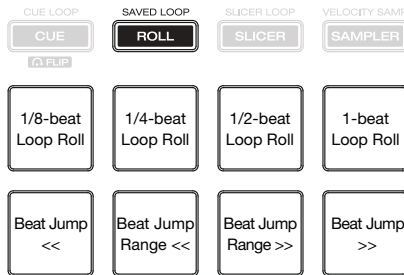 CUE LOOP SAVED LOOP SLICER LOOP VELOCITY SAMP
CUE ROLL SLICER SAMPLER
FLIP
1/8-beat 1/4-beat 1/2-beat 1-beat
Loop Roll Loop Roll Loop Roll Loop Roll
Beat Jump Beat Jump Beat Jump Beat Jump
<< Range << Range >> >>